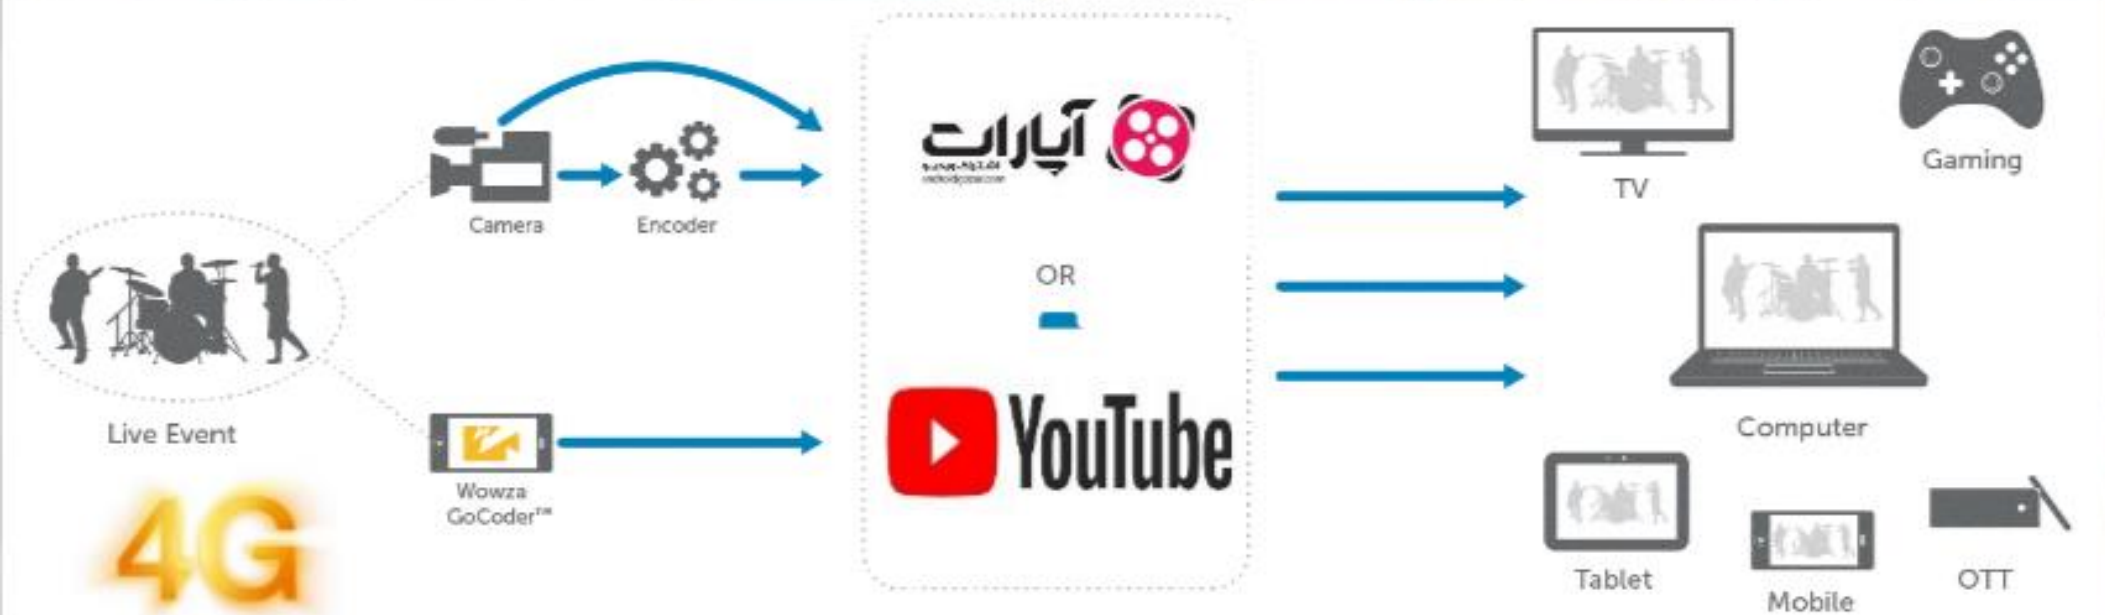 Live Event
4G
Camera
Encoder
Wowza
GoCoder™
آپارات
OR
YouTube
TV
Gaming
Computer
Tablet
Mobile
OTT